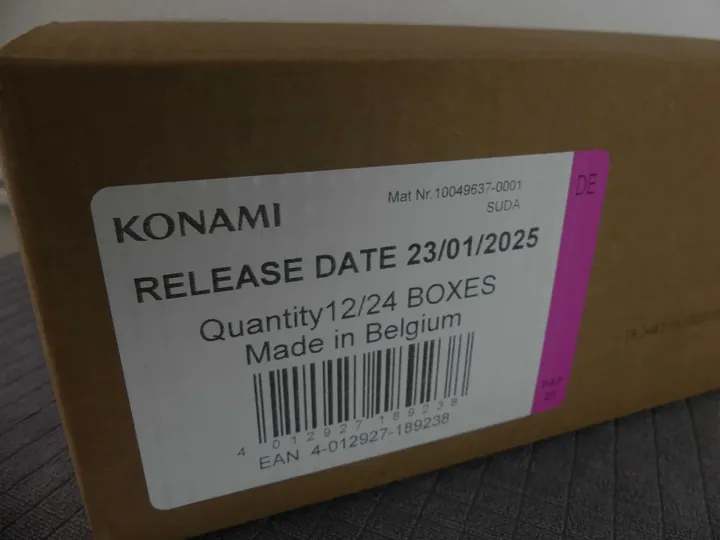 KONAMI
Mat Nr.10049637-0001
SUDA
DE
RELEASE DATE 23/01/2025
Quantity12/24 BOXES
Made in Belgium
4 012927 189238
EAN 4-012927-189238
PAP